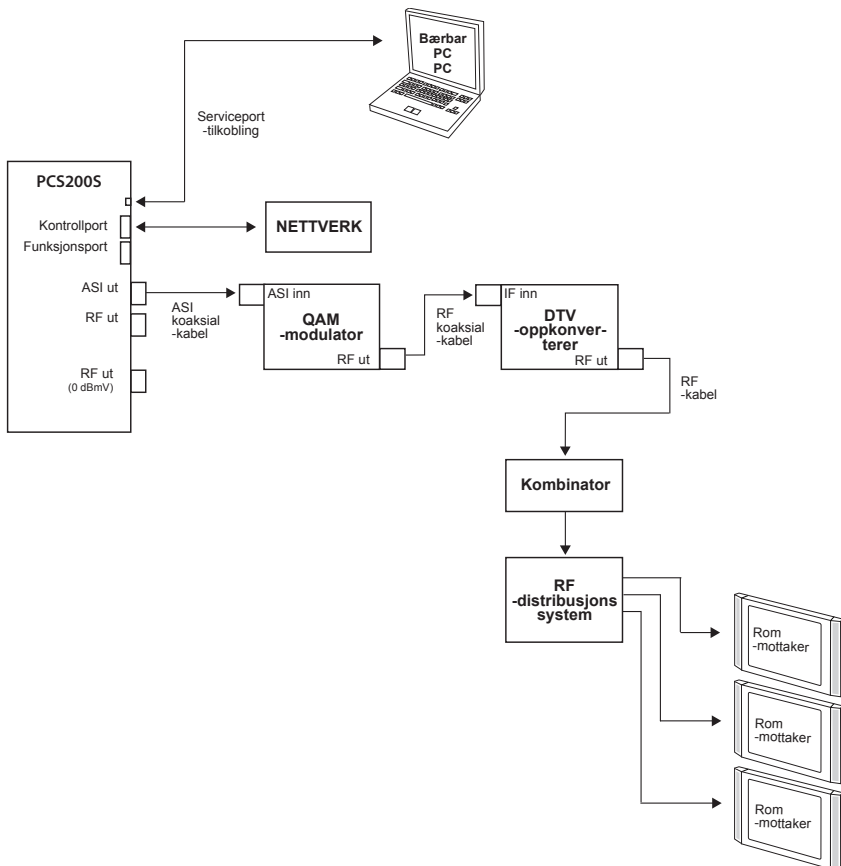 Bærbar
PC
PC
Serviceport
-tilkobling
PCS200S
Kontrollport
Funksjonsport
NETTVERK
ASI ut
RF ut
RF ut
(0 dBmV)
ASI
koaksial
-kabel
ASI inn
QAM
-modulator
RF ut
RF
koaksial
-kabel
IF inn
DTV
-oppkonver-
terer
RF ut
RF
-kabel
Kombinator
RF
-distribusjons
system
Rom
-mottaker
Rom
-mottaker
Rom
-mottaker